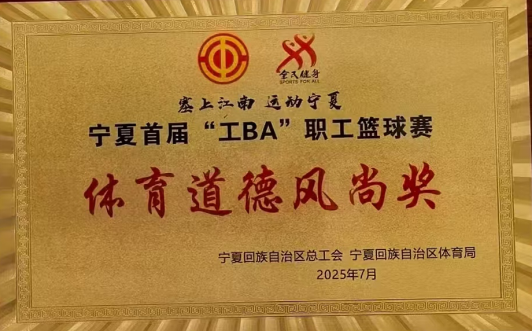 全民健身
SPORTS FOR ALL
塞上江南 运动宁夏
宁夏首届“工BA”职工篮球赛
体育道德风尚奖
宁夏回族自治区总工会 宁夏回族自治区体育局
2025年7月